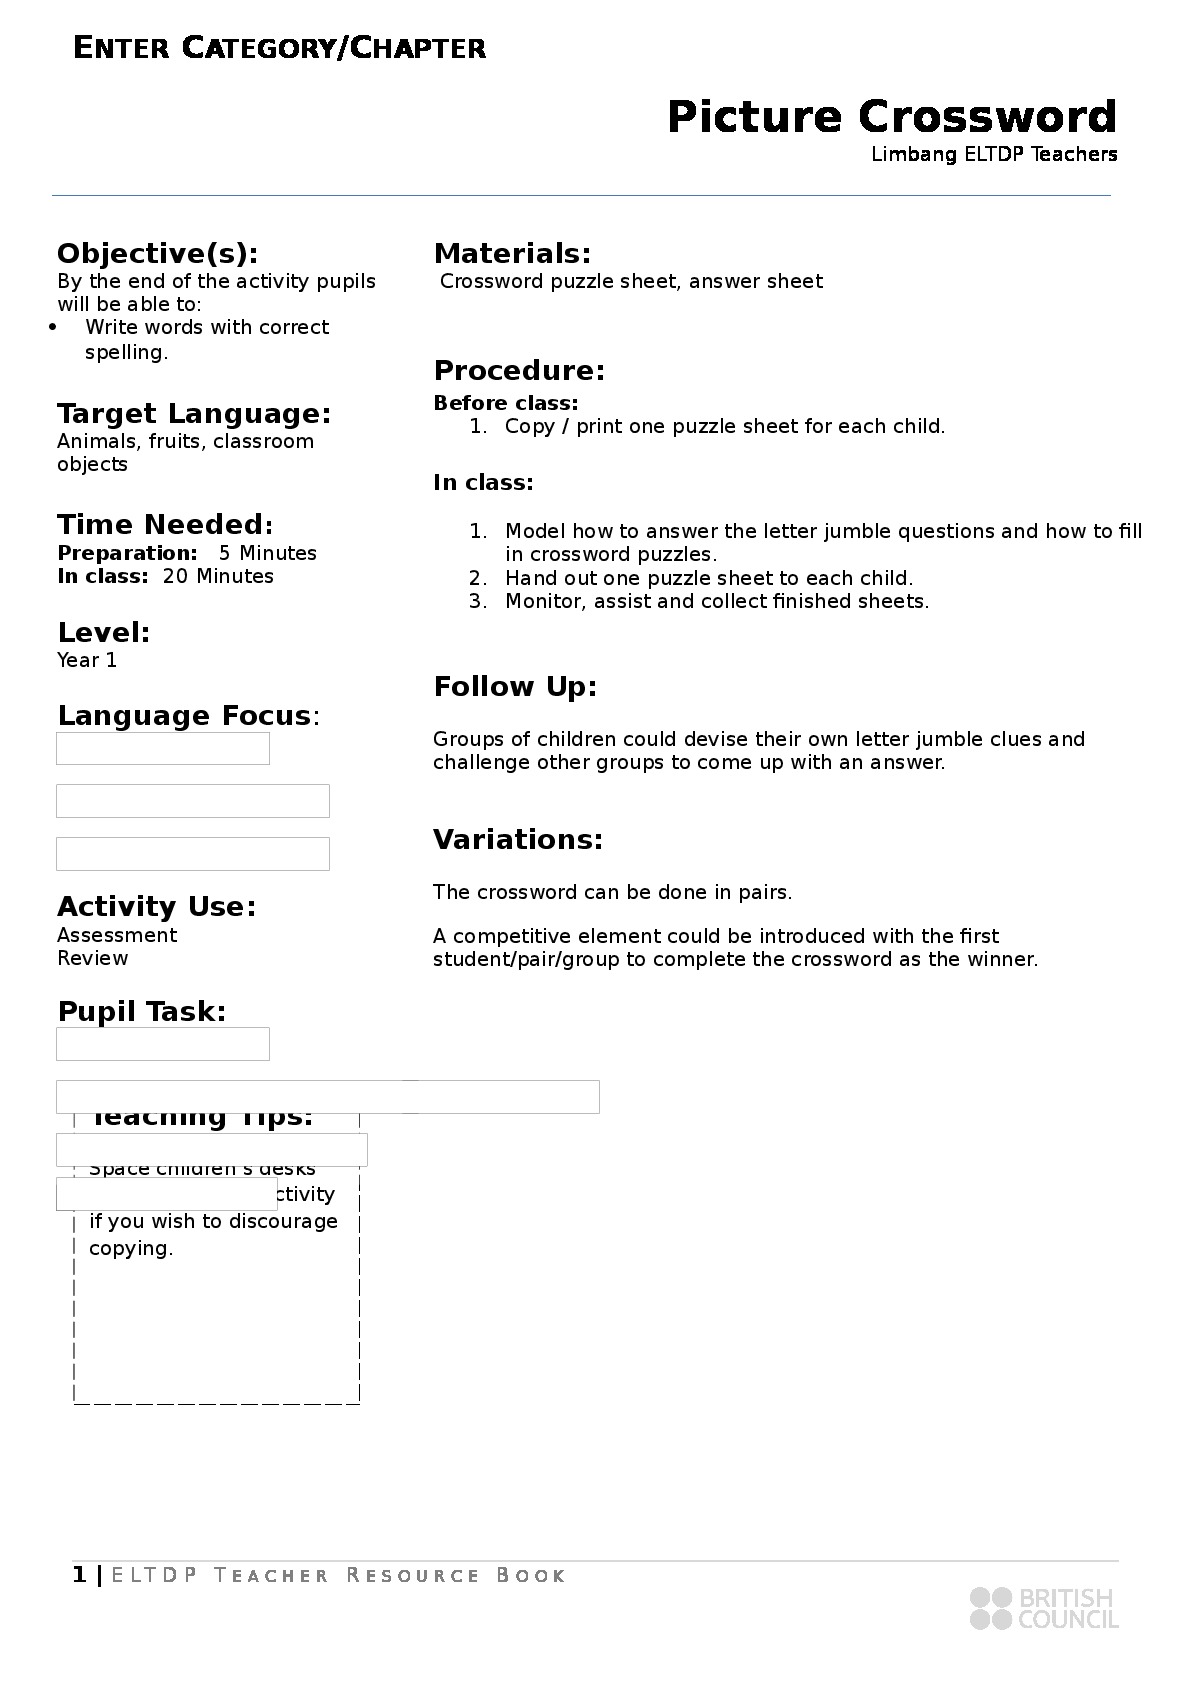 ENTER CATEGORY/CHAPTER
Picture Crossword
Limbang ELTDP Teachers
Objective(s):
By the end of the activity pupils
will be able to:
• Write words with correct
spelling.
Target Language:
Animals, fruits, classroom
objects
Time Needed:
Preparation: 5 Minutes
In class: 20 Minutes
Level:
Year 1
Language Focus:
Activity Use:
Assessment
Review
Pupil Task:
Teaching Tips:
Space children's desks
ctivity
if you wish to discourage
copying.
Materials:
Crossword puzzle sheet, answer sheet
Procedure:
Before class:
1. Copy / print one puzzle sheet for each child.
In class:
1. Model how to answer the letter jumble questions and how to fill
in crossword puzzles.
2. Hand out one puzzle sheet to each child.
3. Monitor, assist and collect finished sheets.
Follow Up:
Groups of children could devise their own letter jumble clues and
challenge other groups to come up with an answer.
Variations:
The crossword can be done in pairs.
A competitive element could be introduced with the first
student/pair/group to complete the crossword as the winner.
1 | ELTDP TEACHER RESOURCE BOOK
BRITISH
COUNCIL